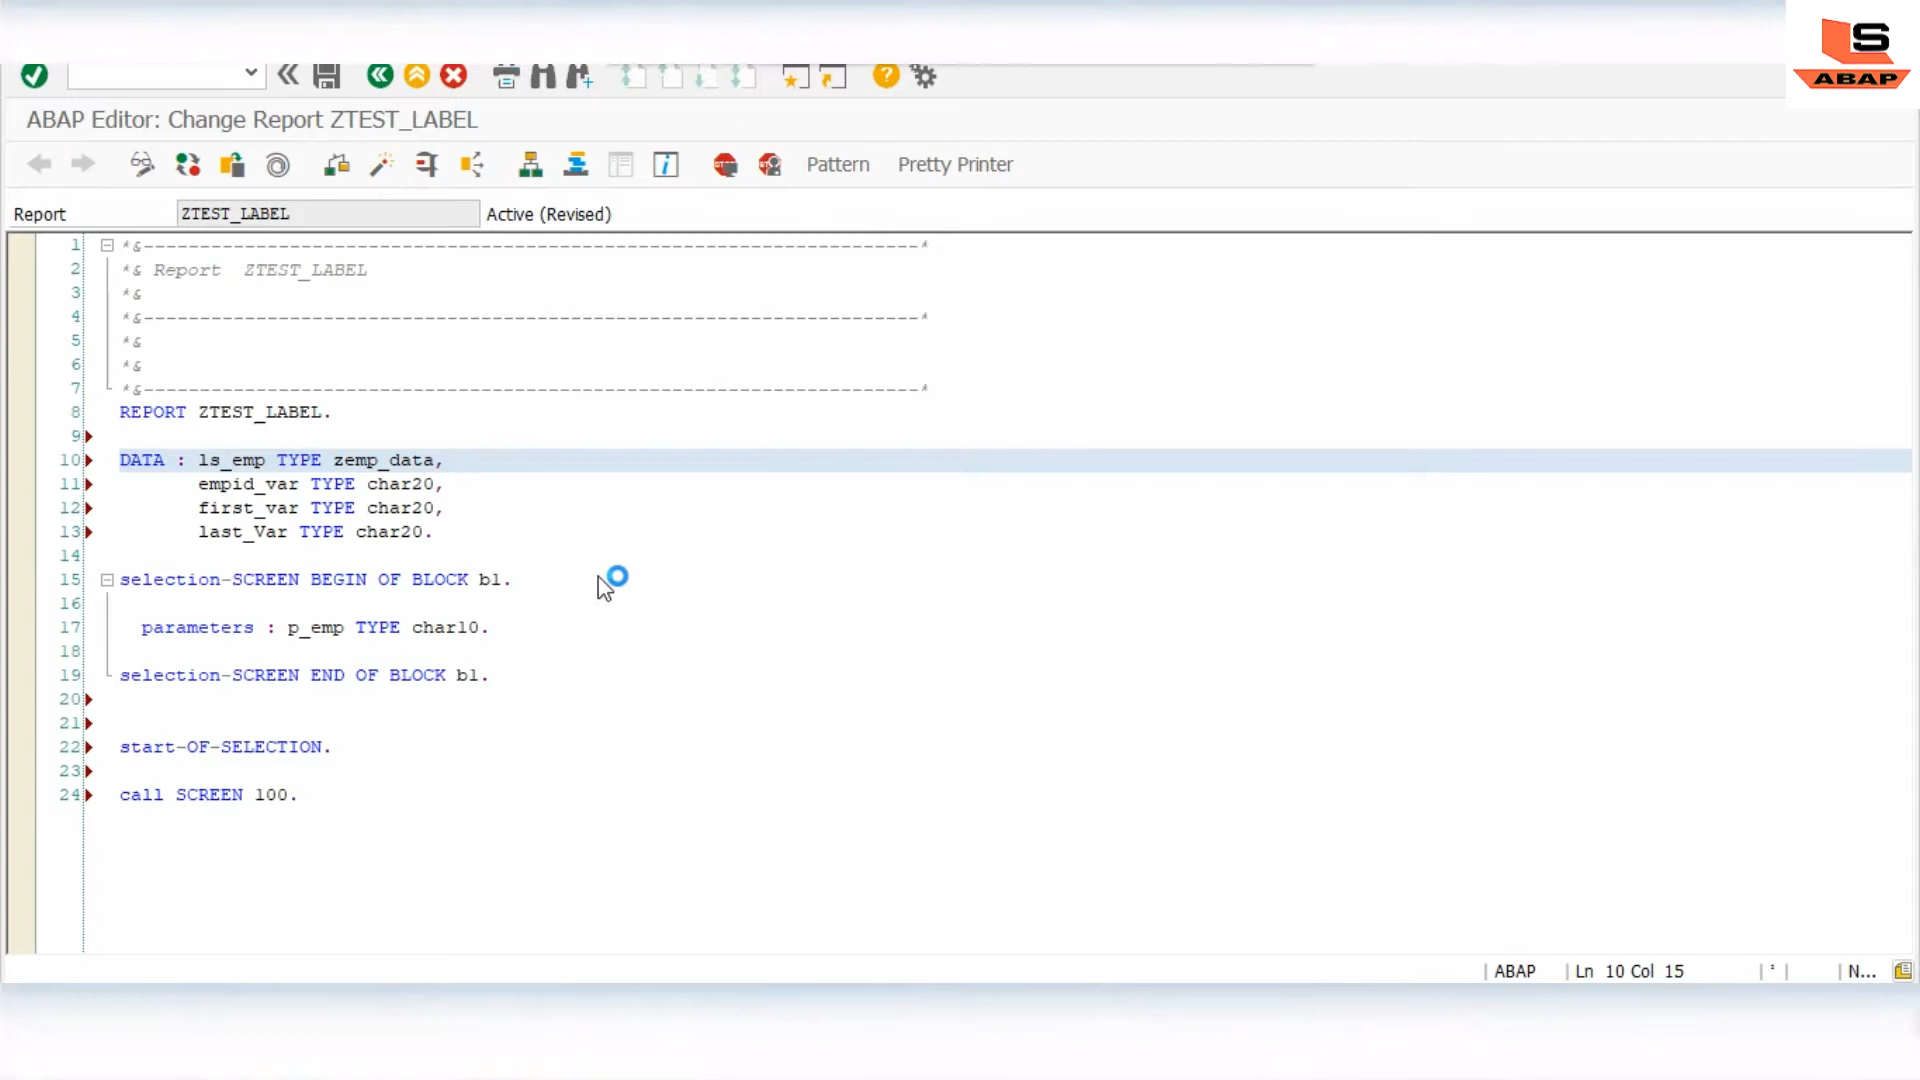 S
ABAP
ABAP Editor: Change Report ZTEST_LABEL
Pattern Pretty Printer
Report ZTEST_LABEL Active (Revised)
1 *&---------------------------------------------------------------------*
2 *& Report  ZTEST_LABEL
3 *&
4 *&---------------------------------------------------------------------*
5 *&
6 *&
7 *&---------------------------------------------------------------------*
8 REPORT ZTEST_LABEL.
9
10 DATA : ls_emp TYPE zemp_data,
11 empid_var TYPE char20,
12 first_var TYPE char20,
13 last_Var TYPE char20.
14
15 selection-SCREEN BEGIN OF BLOCK b1.
16
17 parameters : p_emp TYPE char10.
18
19 selection-SCREEN END OF BLOCK b1.
20
21
22 start-OF-SELECTION.
23
24 call SCREEN 100.
ABAP Ln 10 Col 15 N...